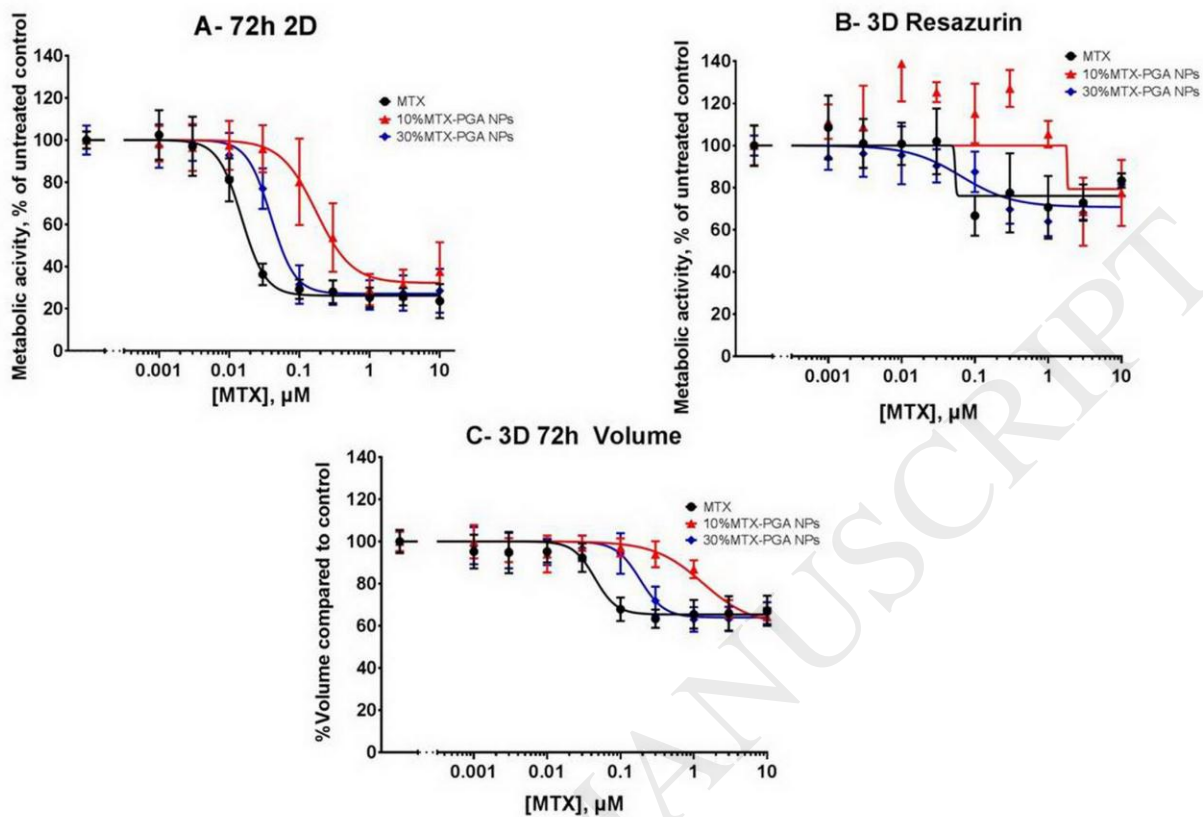 A- 72h 2D
Metabolic acivity, % of untreated control
140
120
100
80
60
40
20
0
MTX
10%MTX-PGA NPs
30%MTX-PGA NPs
0.001 0.01 0.1 1 10
[MTX], µM
B- 3D Resazurin
Metabolic activity, % of untreated control
140
120
100
80
60
40
20
0
MTX
10%MTX-PGA NPs
30%MTX-PGA NPs
0.001 0.01 0.1 1 10
[MTX], µM
C- 3D 72h Volume
%Volume compared to control
140
120
100
80
60
40
20
0
MTX
10%MTX-PGA NPs
30%MTX-PGA NPs
0.001 0.01 0.1 1 10
[MTX], µM
ANUSCRIPT